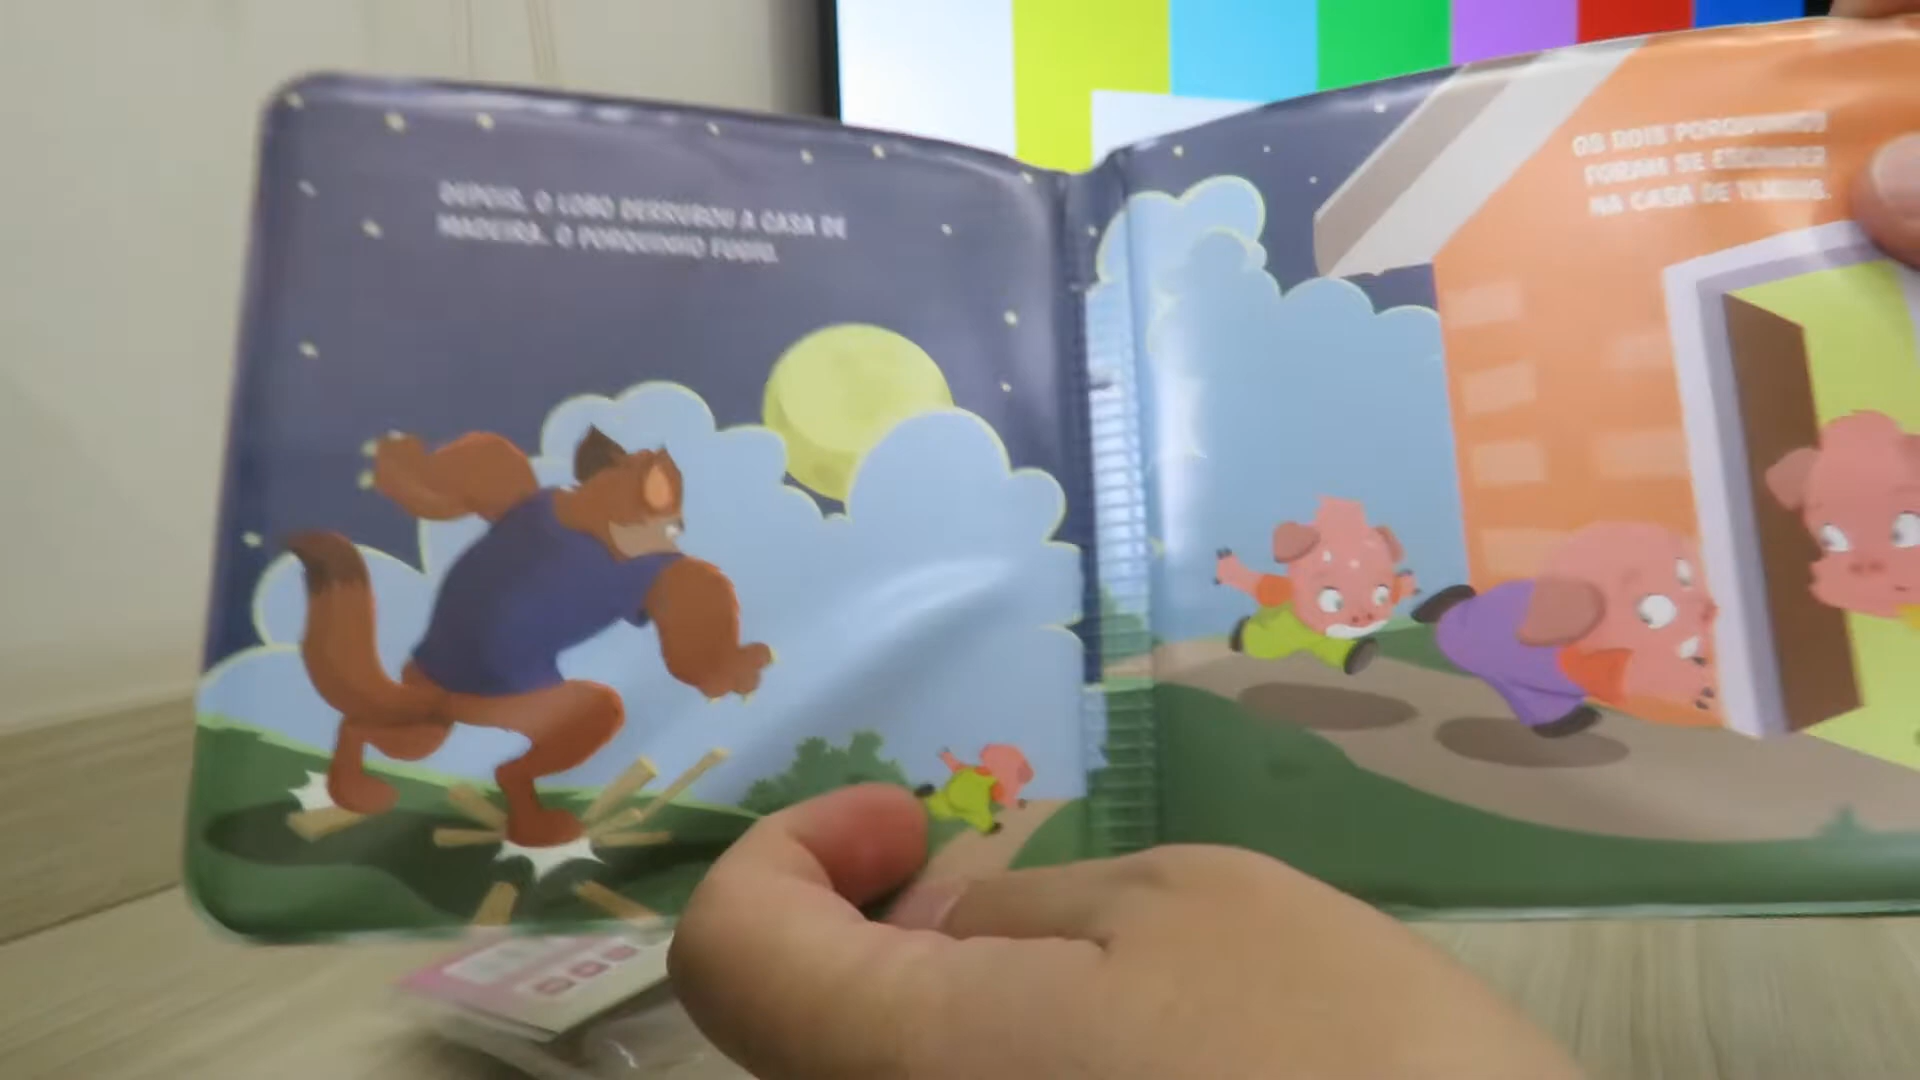 DEPOIS, O LOBO DERRUBOU A CASA DE
MADEIRA. O PORQUINHO FUGIU.
OS DOIS PORQUINHOS
FORAM SE ESCONDER
NA CASA DE TIJOLOS.